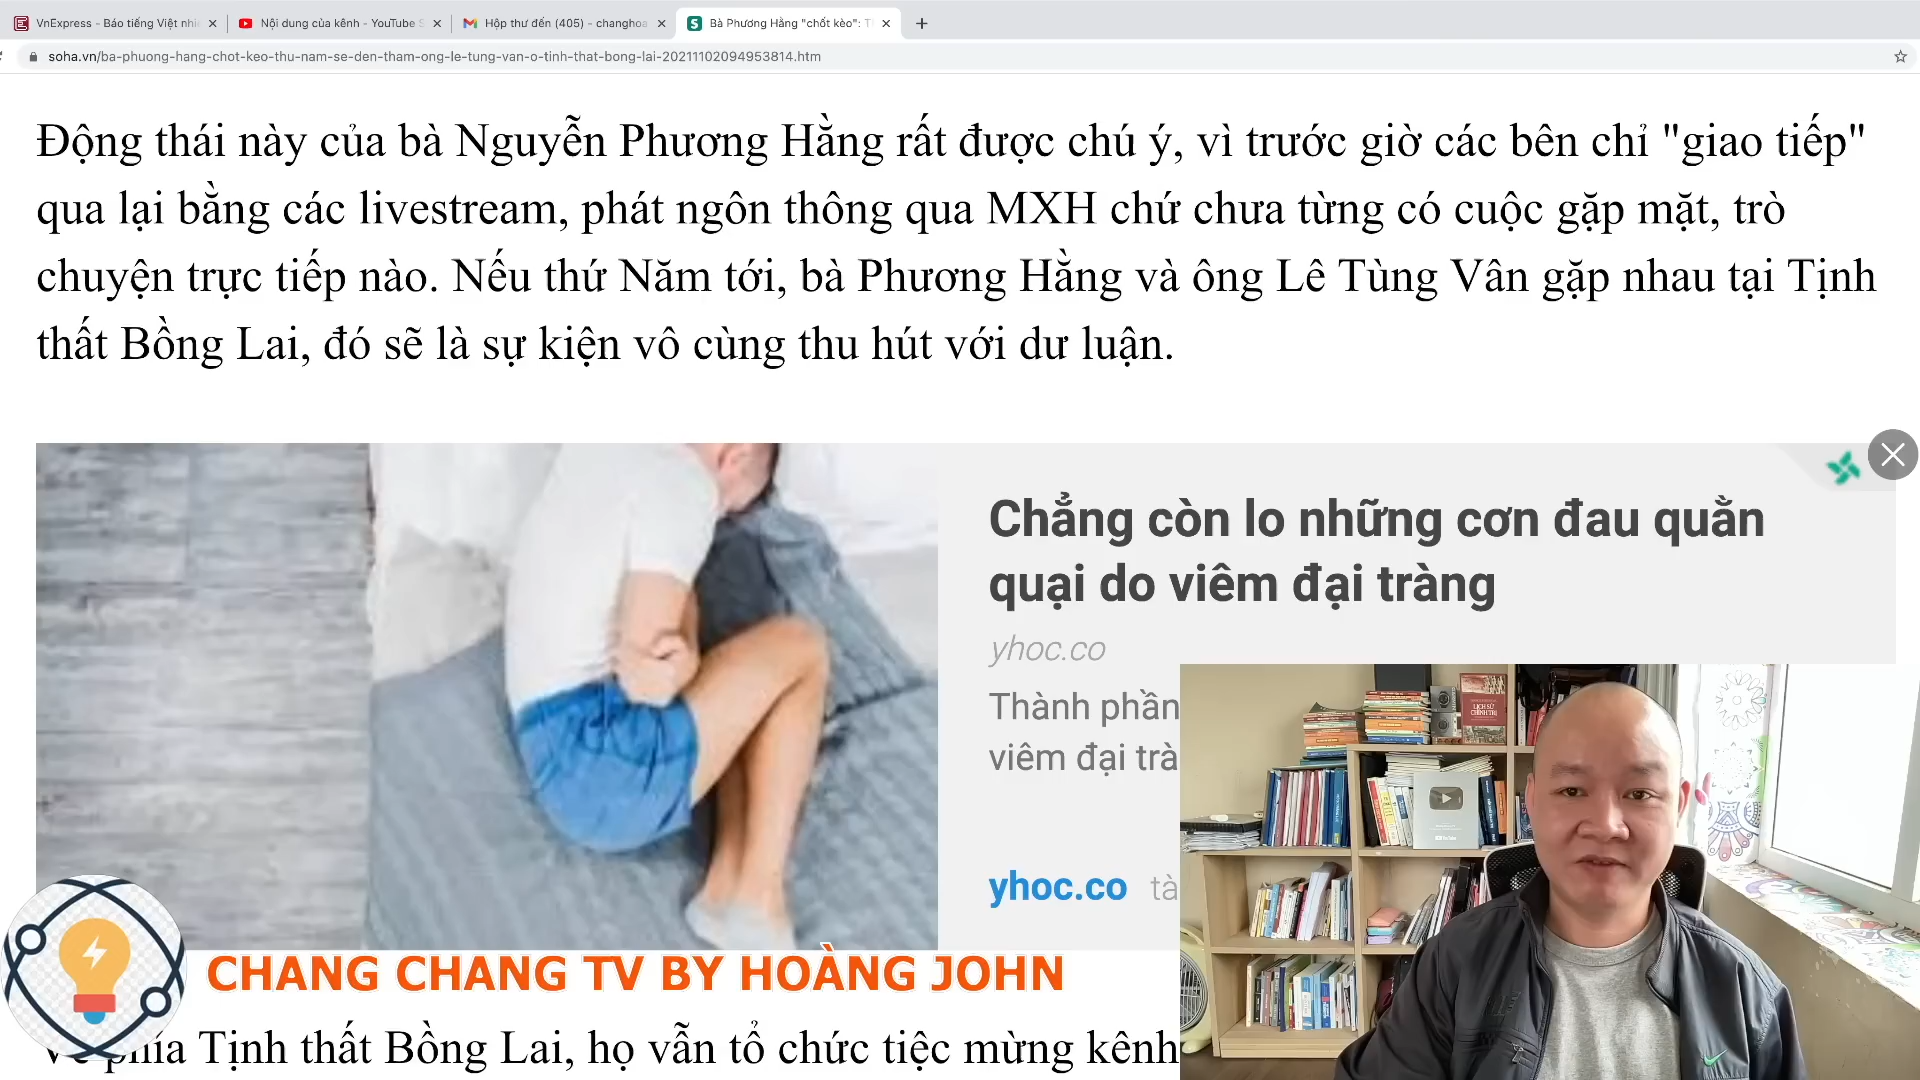 VnExpress - Báo tiếng Việt nhi
Nội dung của kênh - YouTube S
Hộp thư đến (405) - changhoa
Bà Phương Hằng "chốt kèo": T
soha.vn/ba-phuong-hang-chot-keo-thu-nam-se-den-tham-ong-le-tung-van-o-tinh-that-bong-lai-20211102094953814.htm
Động thái này của bà Nguyễn Phương Hằng rất được chú ý, vì trước giờ các bên chỉ "giao tiếp"
qua lại bằng các livestream, phát ngôn thông qua MXH chứ chưa từng có cuộc gặp mặt, trò
chuyện trực tiếp nào. Nếu thứ Năm tới, bà Phương Hằng và ông Lê Tùng Vân gặp nhau tại Tịnh
thất Bồng Lai, đó sẽ là sự kiện vô cùng thu hút với dư luận.
Chẳng còn lo những cơn đau quằn
quại do viêm đại tràng
yhoc.co
Thành phần
viêm đại trà
yhoc.co tà
LỊCH SỬ
CHÍNH TRỊ
CHANG CHANG TV BY HOÀNG JOHN
phía Tịnh thất Bồng Lai, họ vẫn tổ chức tiệc mừng kênh